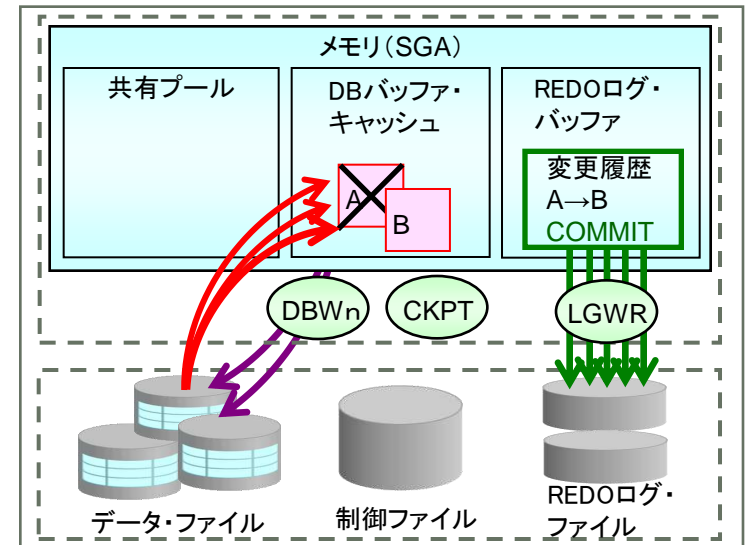 メモリ(SGA)
共有プール
DBバッファ・
キャッシュ
REDOログ・
バッファ
A
B
変更履歴
A→B
COMMIT
DBWn
CKPT
LGWR
データ・ファイル
制御ファイル
REDOログ・
ファイル